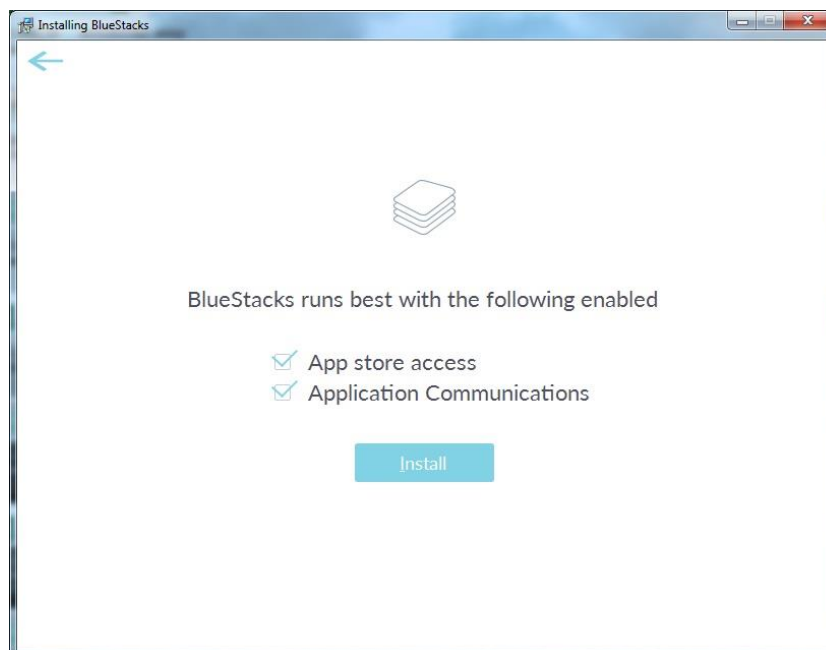 Installing BlueStacks
BlueStacks runs best with the following enabled
App store access
Application Communications
Install